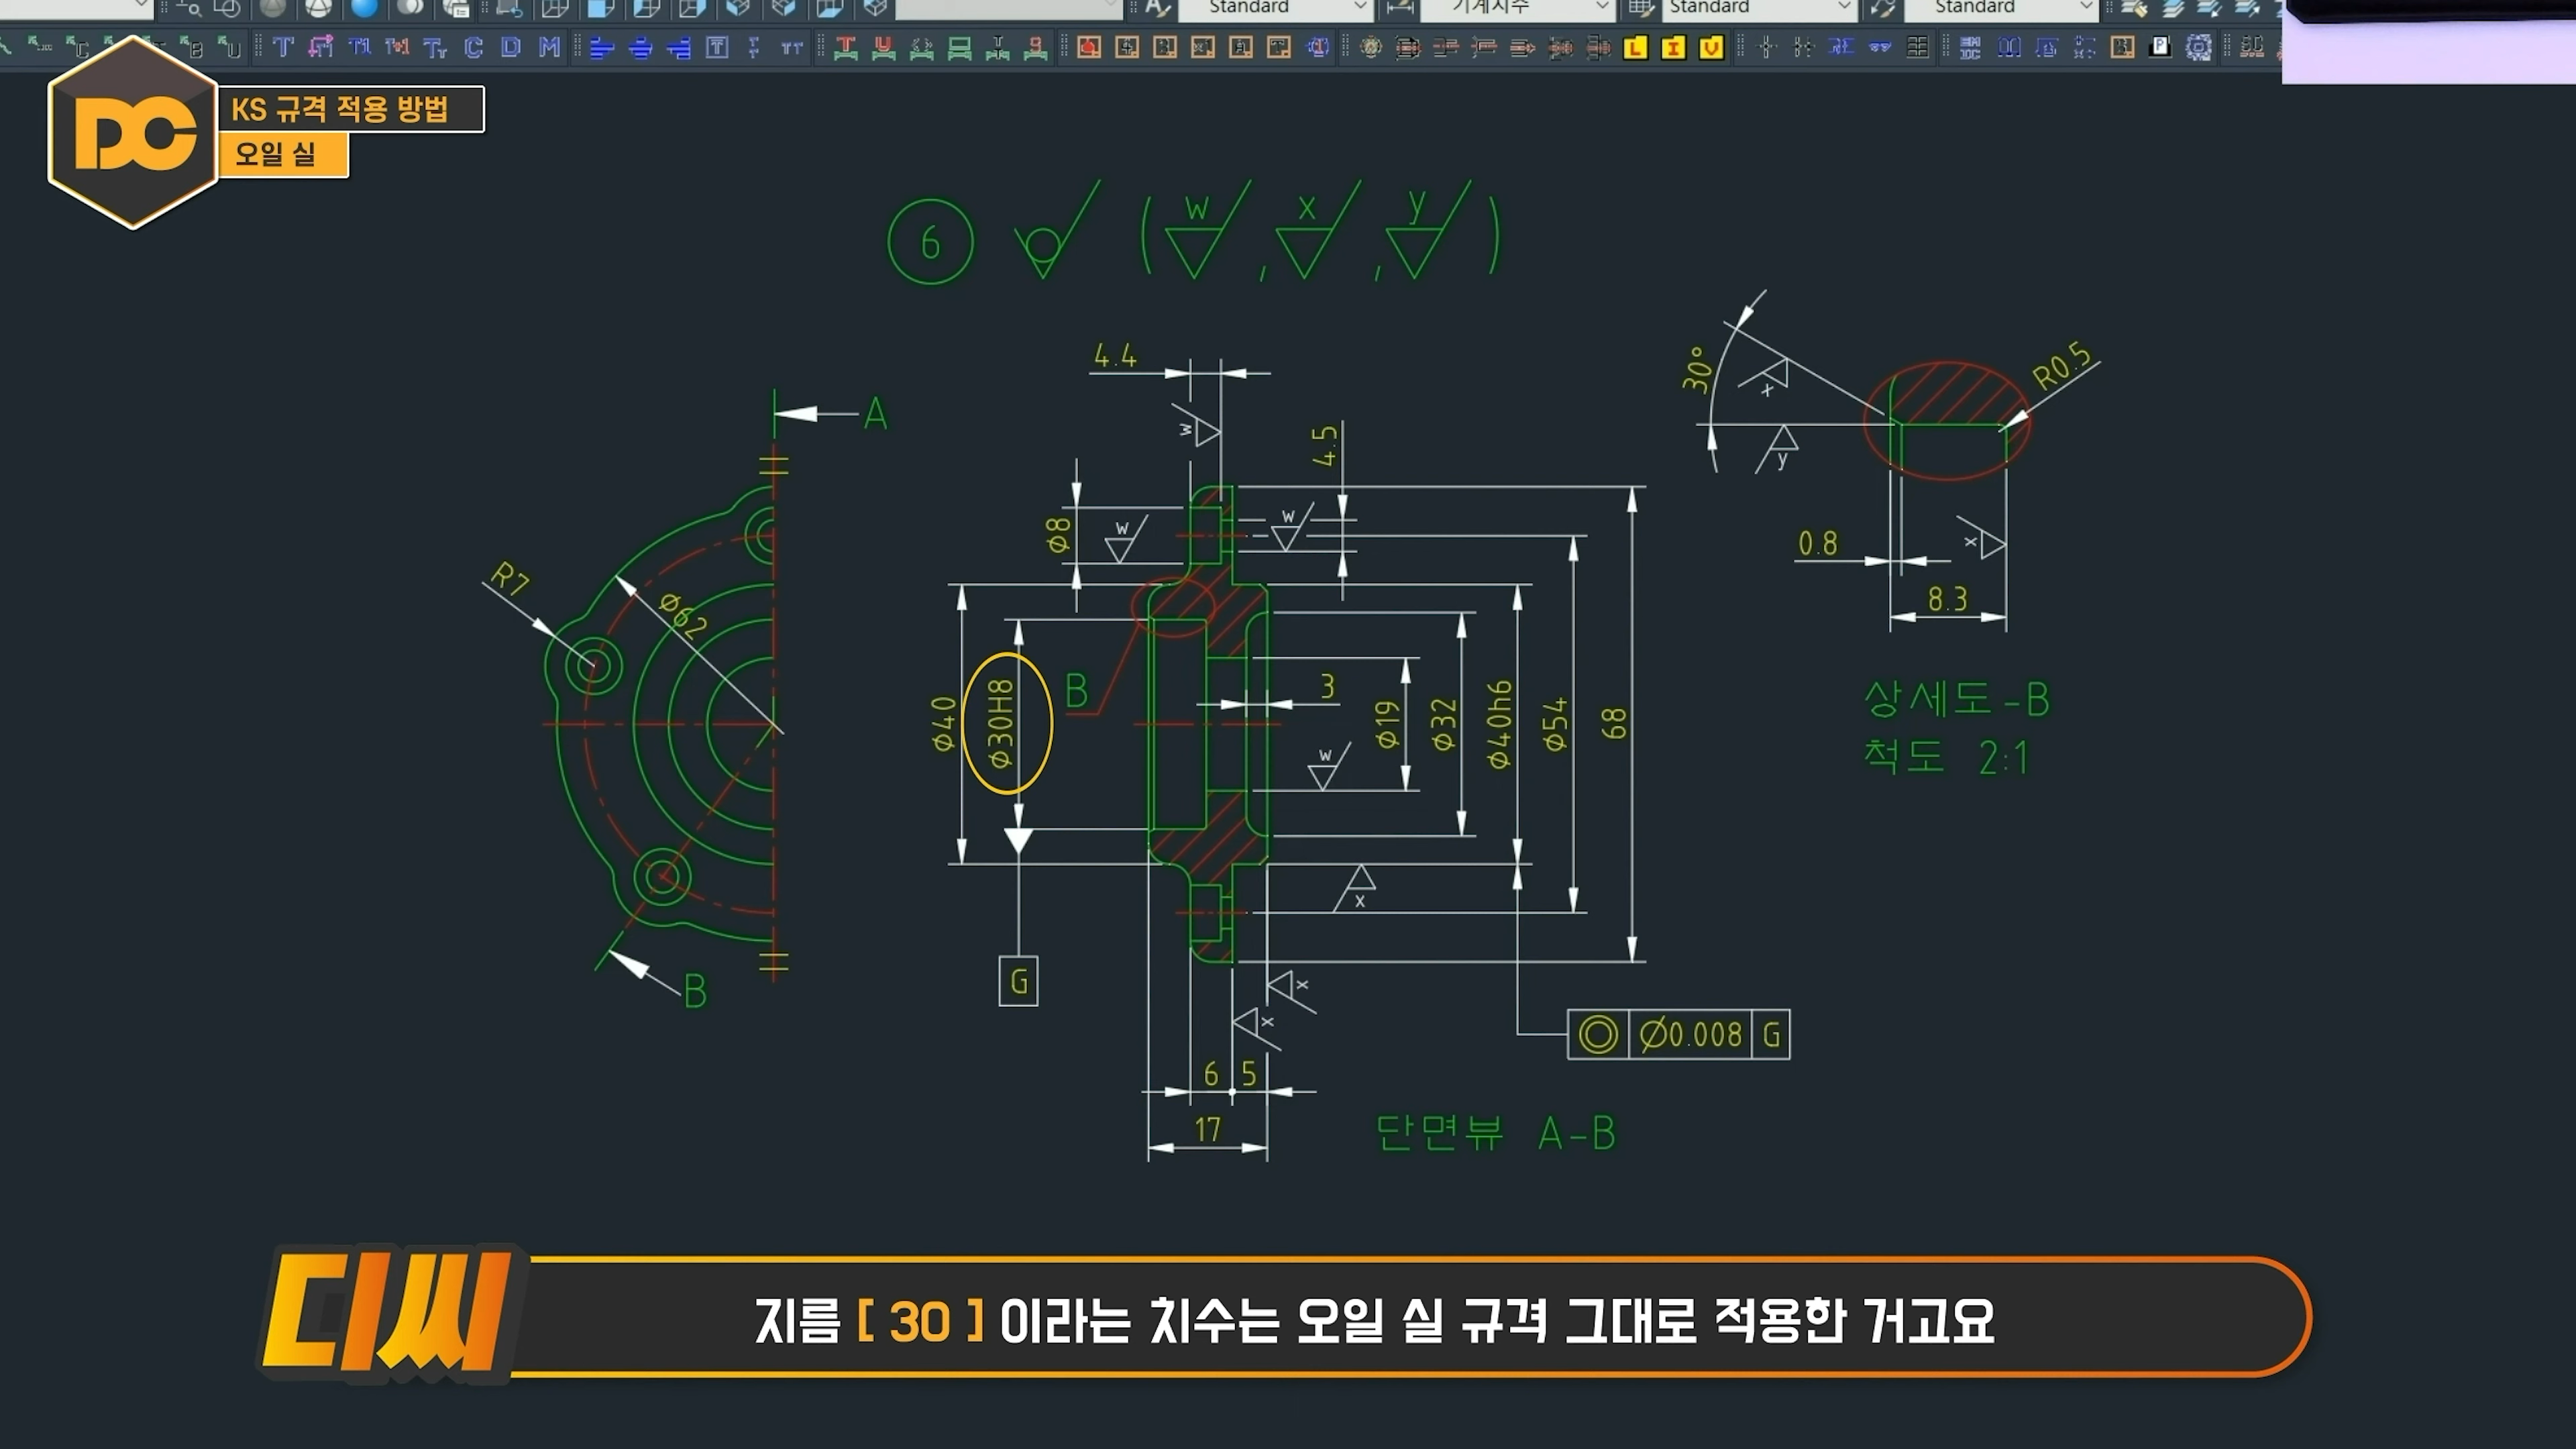 Standard
기계치수
Standard
Standard
DC
KS 규격 적용 방법
오일 실
6
w
x
y
( , , )
4.4
w
4.5
A
30°
x
y
R0.5
ø8
w
w
0.8
x
8.3
R7
ø62
ø40
ø30H8
B
3
ø19
ø32
ø40h6
ø54
68
w
상세도-B
척도 2:1
x
B
G
x
x
◎ Ø0.008 G
6 5
17
단면뷰 A-B
디씨
지름 [ 30 ] 이라는 치수는 오일 실 규격 그대로 적용한 거고요